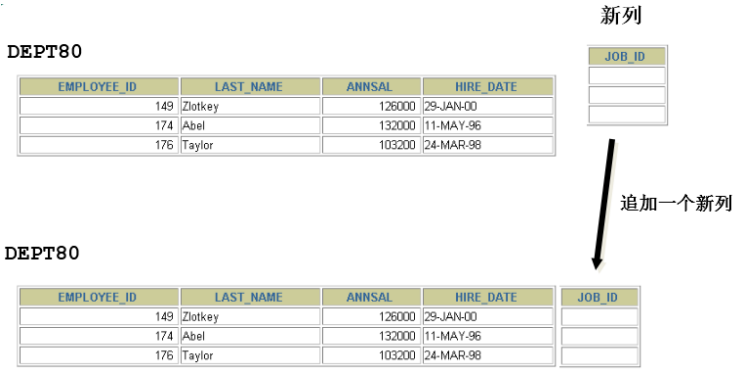 新列
DEPT80
JOB_ID
EMPLOYEE_ID LAST_NAME ANNSAL HIRE_DATE
149 Zlotkey 126000 29-JAN-00
174 Abel 132000 11-MAY-96
176 Taylor 103200 24-MAR-98
追加一个新列
DEPT80
EMPLOYEE_ID LAST_NAME ANNSAL HIRE_DATE JOB_ID
149 Zlotkey 126000 29-JAN-00
174 Abel 132000 11-MAY-96
176 Taylor 103200 24-MAR-98